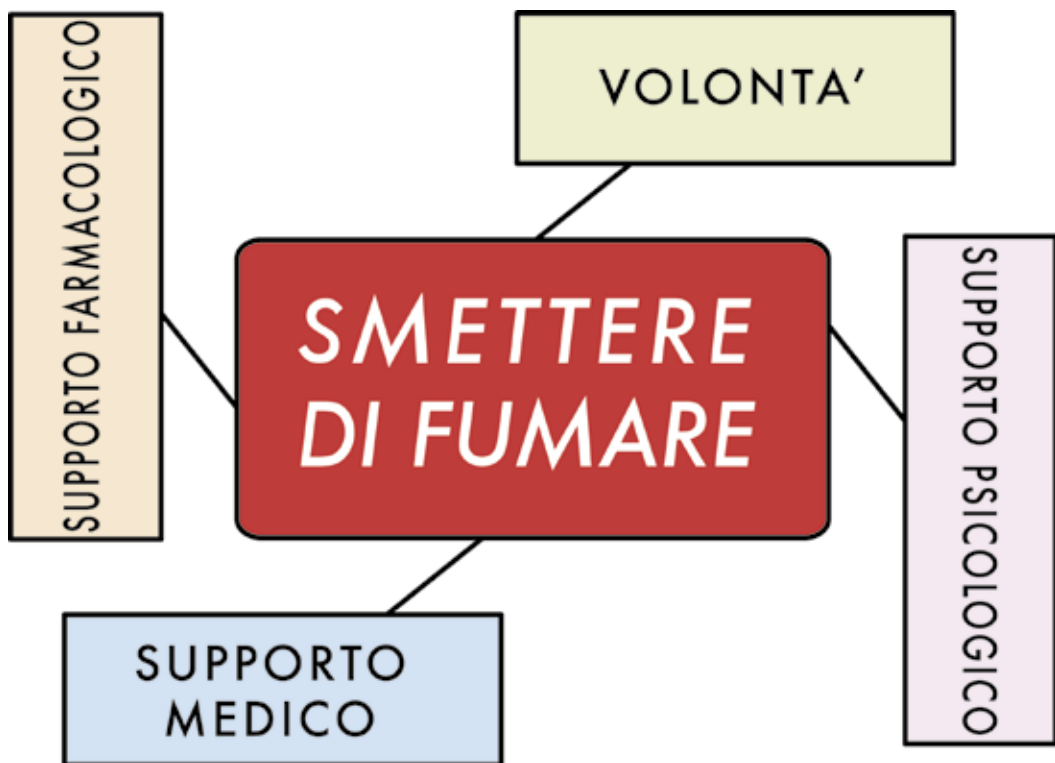 VOLONTA'
SUPPORTO FARMACOLOGICO
SMETTERE
DI FUMARE
SUPPORTO PSICOLOGICO
SUPPORTO
MEDICO